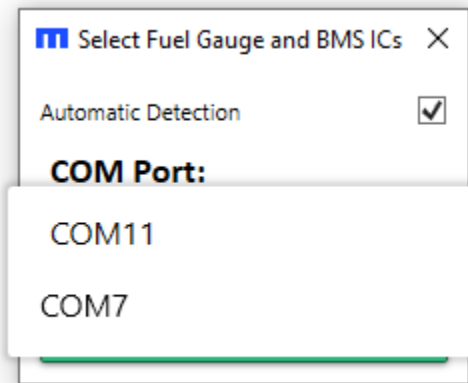 Select Fuel Gauge and BMS ICs
Automatic Detection
COM Port:
COM11
COM7